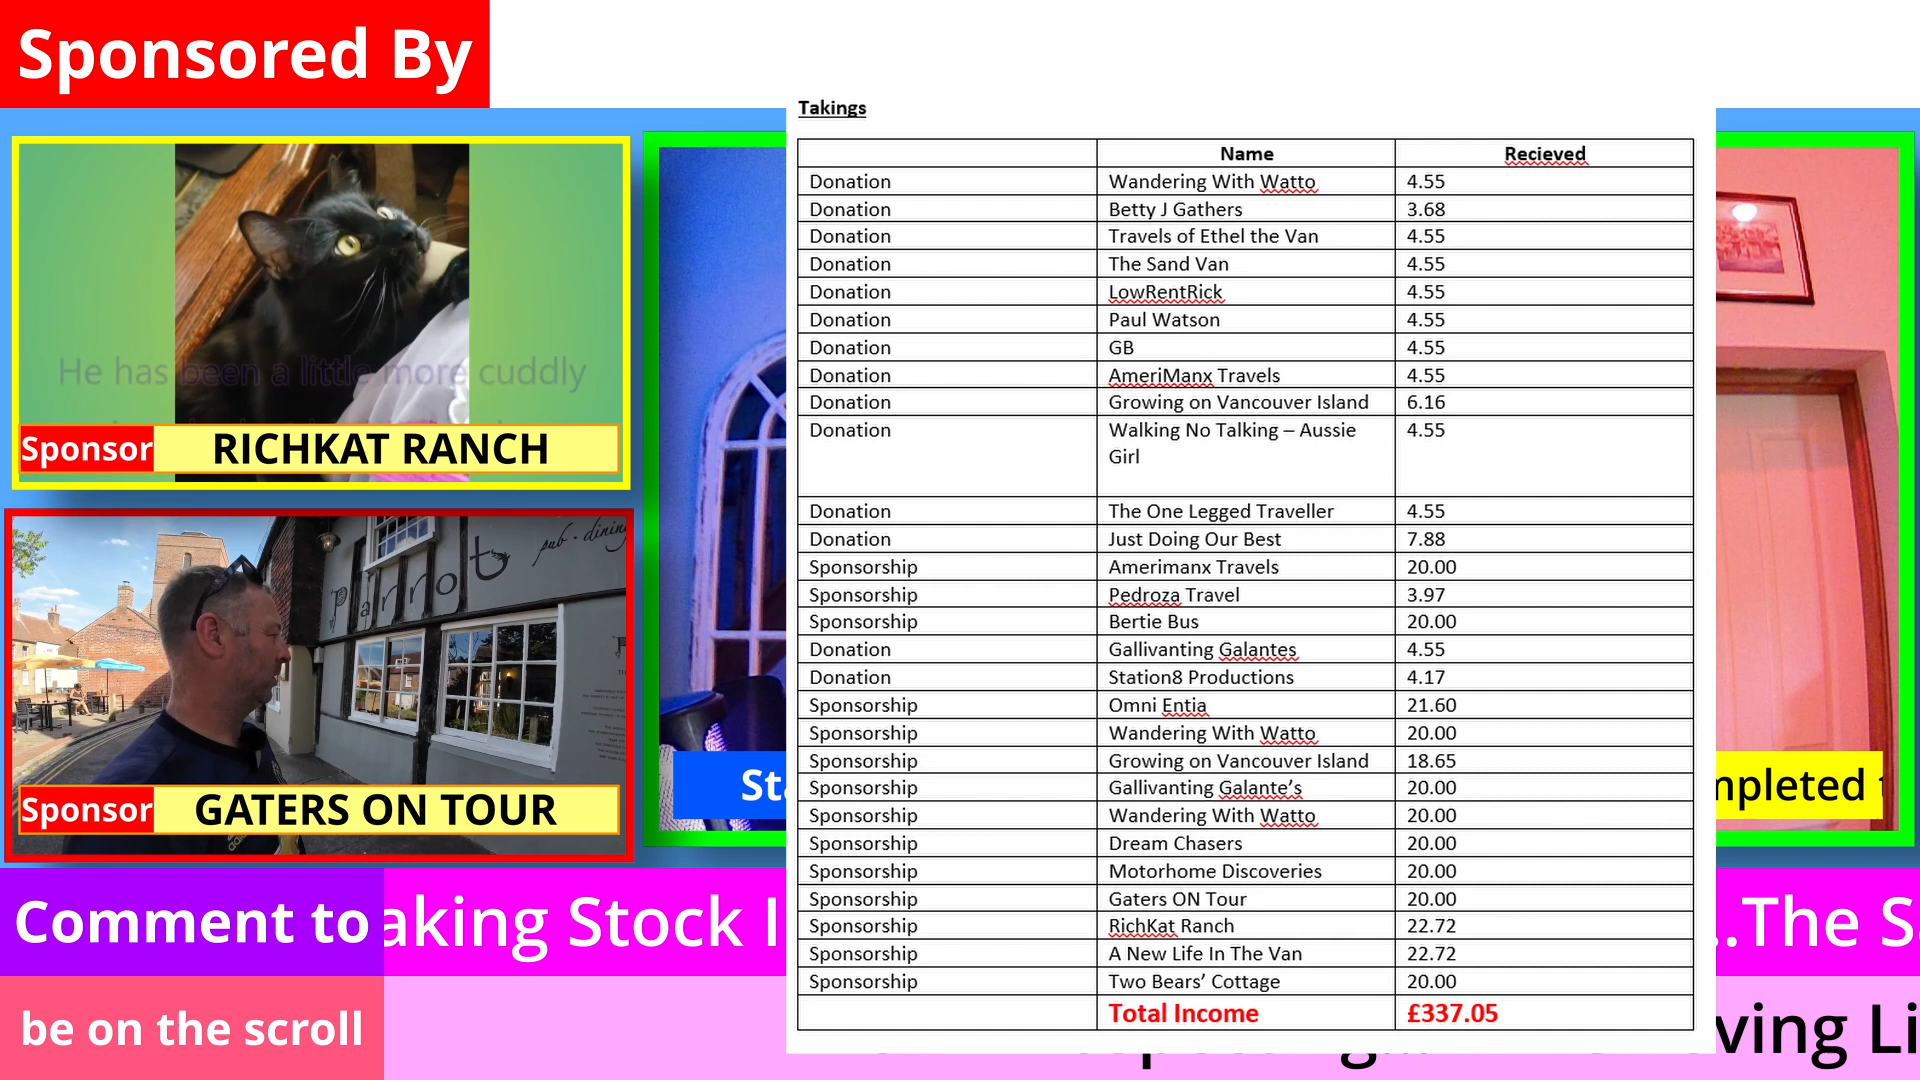 Sponsored By
He has been a little more cuddly
Sponsor RICHKAT RANCH
Parrot
pub · dining
Sponsor GATERS ON TOUR
Takings
Name Recieved
Donation Wandering With Watto 4.55
Donation Betty J Gathers 3.68
Donation Travels of Ethel the Van 4.55
Donation The Sand Van 4.55
Donation LowRentRick 4.55
Donation Paul Watson 4.55
Donation GB 4.55
Donation AmeriManx Travels 4.55
Donation Growing on Vancouver Island 6.16
Donation Walking No Talking – Aussie 4.55
Girl
Donation The One Legged Traveller 4.55
Donation Just Doing Our Best 7.88
Sponsorship Amerimanx Travels 20.00
Sponsorship Pedroza Travel 3.97
Sponsorship Bertie Bus 20.00
Donation Gallivanting Galantes 4.55
Donation Station8 Productions 4.17
Sponsorship Omni Entia 21.60
Sponsorship Wandering With Watto 20.00
Sponsorship Growing on Vancouver Island 18.65
Sponsorship Gallivanting Galante’s 20.00
Sponsorship Wandering With Watto 20.00
Sponsorship Dream Chasers 20.00
Sponsorship Motorhome Discoveries 20.00
Sponsorship Gaters ON Tour 20.00
Sponsorship RichKat Ranch 22.72
Sponsorship A New Life In The Van 22.72
Sponsorship Two Bears’ Cottage 20.00
Total Income £337.05
St
mpleted t
Comment to aking Stock I ..The S
be on the scroll ving Li